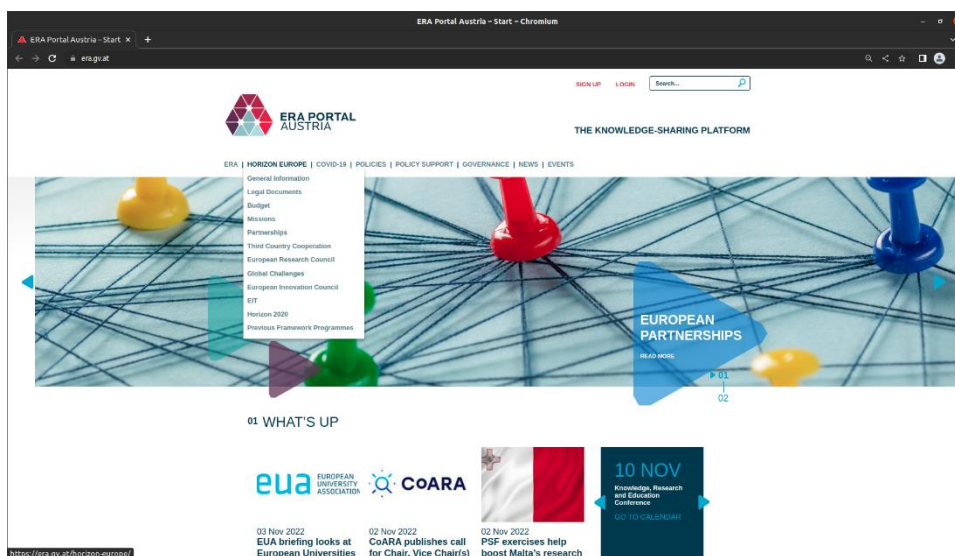 ERA Portal Austria – Start – Chromium
ERA Portal Austria – Start × +
era.gv.at
SIGN UP LOGIN Search...
ERA PORTAL
AUSTRIA
THE KNOWLEDGE-SHARING PLATFORM
ERA | HORIZON EUROPE | COVID-19 | POLICIES | POLICY SUPPORT | GOVERNANCE | NEWS | EVENTS
General Information
Legal Documents
Budget
Missions
Partnerships
Third Country Cooperation
European Research Council
Global Challenges
European Innovation Council
EIT
Horizon 2020
Previous Framework Programmes
EUROPEAN
PARTNERSHIPS
READ MORE
01
02
01 WHAT'S UP
eua EUROPEAN
UNIVERSITY
ASSOCIATION
CoARA
10 NOV
Knowledge, Research
and Education
Conference
GO TO CALENDAR
03 Nov 2022
EUA briefing looks at
European Universities
02 Nov 2022
CoARA publishes call
for Chair, Vice Chair(s)
02 Nov 2022
PSF exercises help
boost Malta's research
https://era.gv.at/horizon-europe/